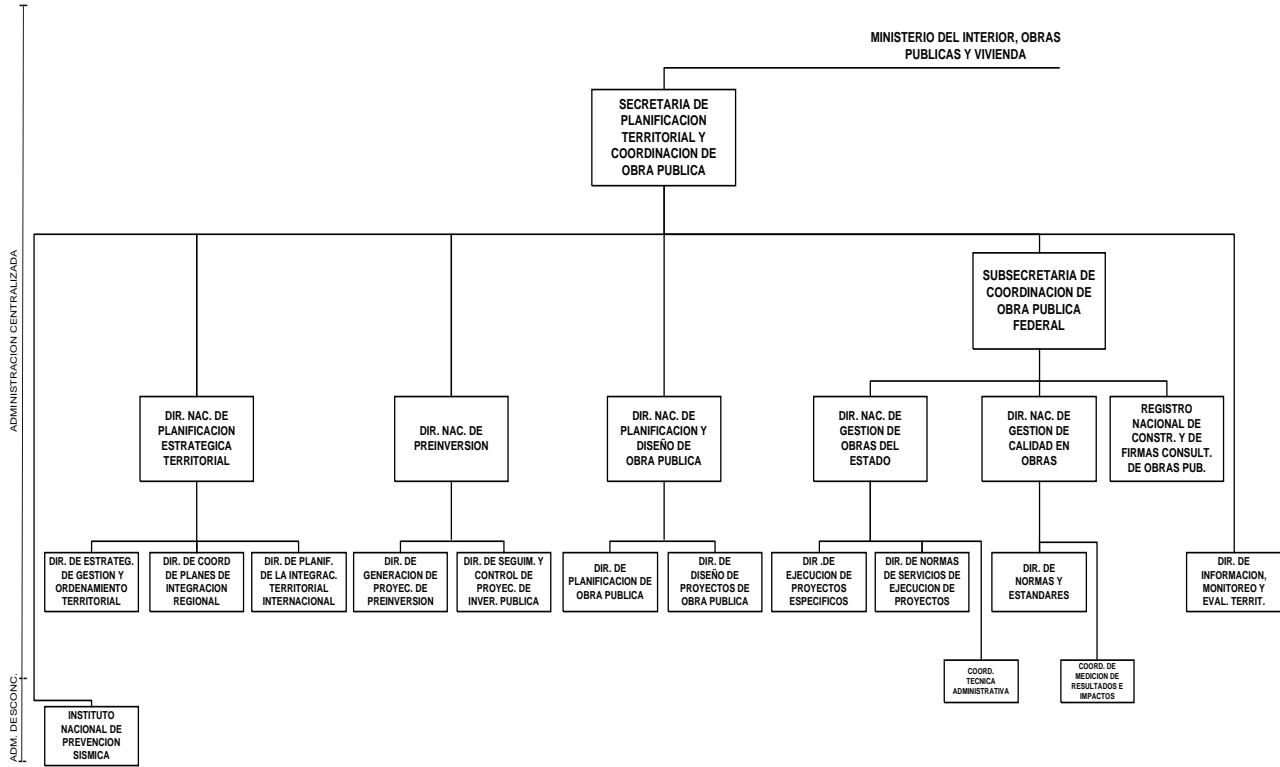 MINISTERIO DEL INTERIOR, OBRAS
PUBLICAS Y VIVIENDA
SECRETARIA DE
PLANIFICACION
TERRITORIAL Y
COORDINACION DE
OBRA PUBLICA
ADMINISTRACION CENTRALIZADA
SUBSECRETARIA DE
COORDINACION DE
OBRA PUBLICA
FEDERAL
DIR. NAC. DE
PLANIFICACION
ESTRATEGICA
TERRITORIAL
DIR. NAC. DE
PREINVERSION
DIR. NAC. DE
PLANIFICACION Y
DISEÑO DE
OBRA PUBLICA
DIR. NAC. DE
GESTION DE
OBRAS DEL
ESTADO
DIR. NAC. DE
GESTION DE
CALIDAD EN
OBRAS
REGISTRO
NACIONAL DE
CONSTR. Y DE
FIRMAS CONSULT.
DE OBRAS PUB.
DIR. DE ESTRATEG.
DE GESTION Y
ORDENAMIENTO
TERRITORIAL
DIR. DE COORD
DE PLANES DE
INTEGRACION
REGIONAL
DIR. DE PLANIF.
DE LA INTEGRAC.
TERRITORIAL
INTERNACIONAL
DIR. DE
GENERACION DE
PROYEC. DE
PREINVERSION
DIR. DE SEGUIM. Y
CONTROL DE
PROYEC. DE
INVER. PUBLICA
DIR. DE
PLANIFICACION DE
OBRA PUBLICA
DIR. DE
DISEÑO DE
PROYECTOS DE
OBRA PUBLICA
DIR .DE
EJECUCION DE
PROYECTOS
ESPECIFICOS
DIR. DE NORMAS
DE SERVICIOS DE
EJECUCION DE
PROYECTOS
DIR. DE
NORMAS Y
ESTANDARES
DIR. DE
INFORMACION,
MONITOREO Y
EVAL. TERRIT.
COORD.
TECNICA
ADMINISTRATIVA
COORD. DE
MEDICION DE
RESULTADOS E
IMPACTOS
ADM. DESCONC.
INSTITUTO
NACIONAL DE
PREVENCION
SISMICA